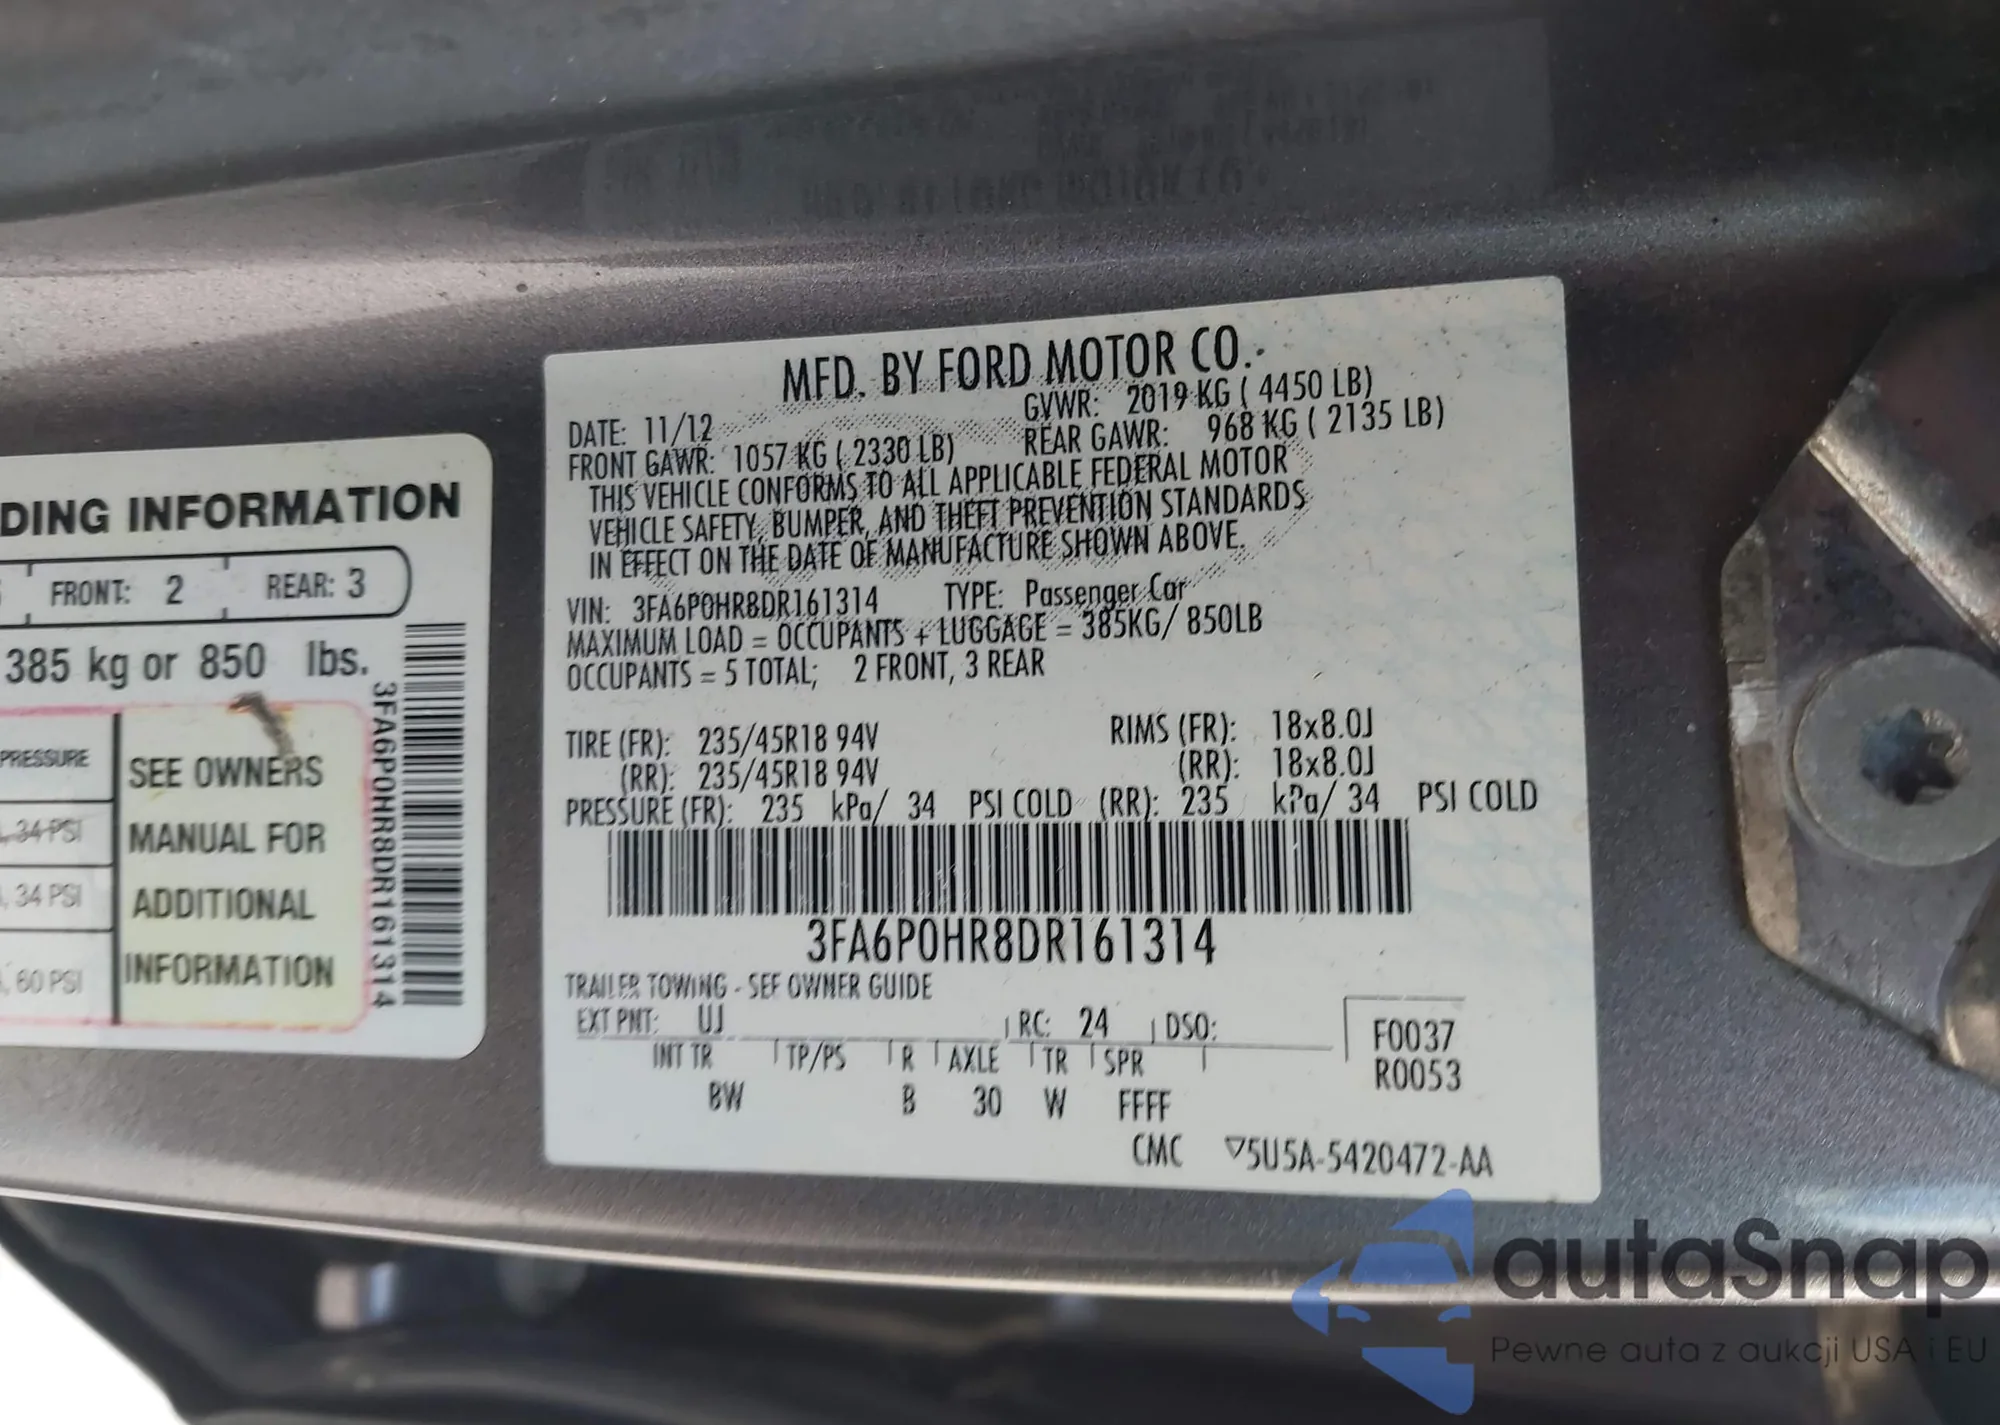 DING INFORMATION
FRONT: 2 REAR: 3
385 kg or 850 lbs.
PRESSURE
34 PSI
, 34 PSI
, 60 PSI
SEE OWNERS
MANUAL FOR
ADDITIONAL
INFORMATION
3FA6P0HR8DR161314
MFD. BY FORD MOTOR CO.
DATE: 11/12 GVWR: 2019 KG ( 4450 LB)
FRONT GAWR: 1057 KG ( 2330 LB) REAR GAWR: 968 KG ( 2135 LB)
THIS VEHICLE CONFORMS TO ALL APPLICABLE FEDERAL MOTOR
VEHICLE SAFETY, BUMPER, AND THEFT PREVENTION STANDARDS
IN EFFECT ON THE DATE OF MANUFACTURE SHOWN ABOVE.
VIN: 3FA6P0HR8DR161314 TYPE: Passenger Car
MAXIMUM LOAD = OCCUPANTS + LUGGAGE = 385KG/ 850LB
OCCUPANTS = 5 TOTAL; 2 FRONT, 3 REAR
TIRE (FR): 235/45R18 94V RIMS (FR): 18x8.0J
(RR): 235/45R18 94V (RR): 18x8.0J
PRESSURE (FR): 235 kPa/ 34 PSI COLD (RR): 235 kPa/ 34 PSI COLD
3FA6P0HR8DR161314
TRAILER TOWING - SEE OWNER GUIDE
EXT PNT: UJ RC: 24 DSO:
INT TR TP/PS R AXLE TR SPR
BW B 30 W FFFF
F0037
R0053
CMC ▽5U5A-5420472-AA
autaSnap
Pewne auta z aukcji USA i EU